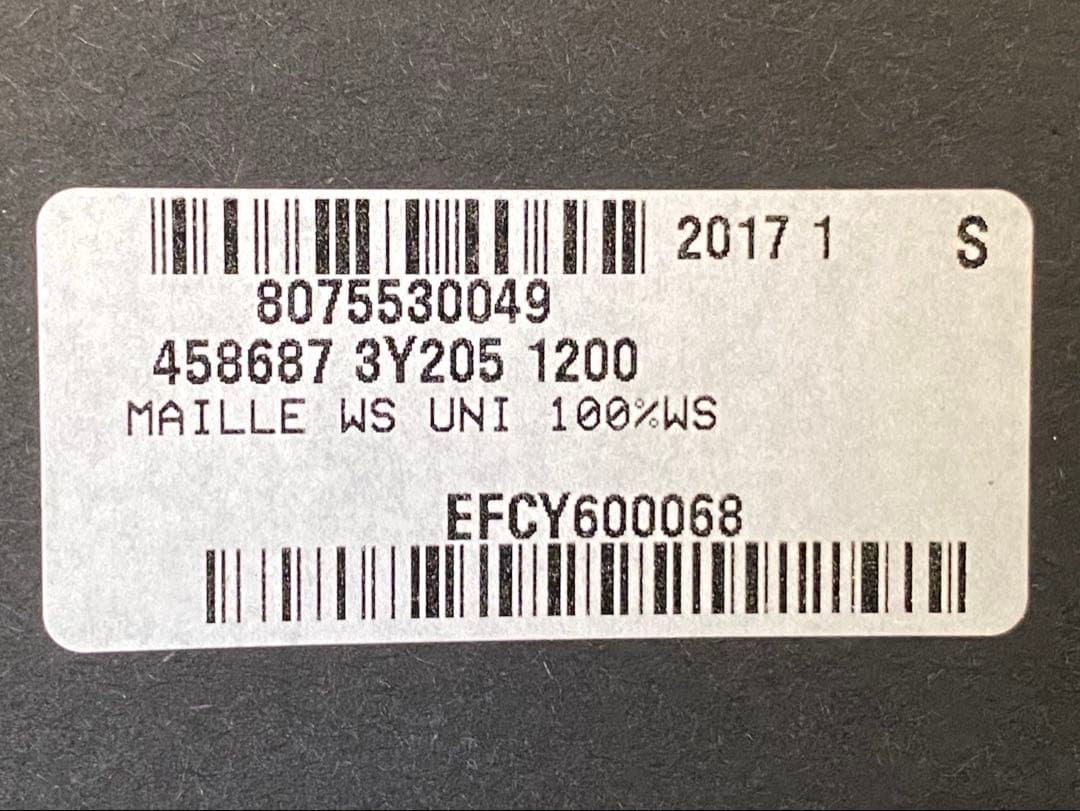 2017 1 S
8075530049
458687 3Y205 1200
MAILLE WS UNI 100%WS
EFCY600068